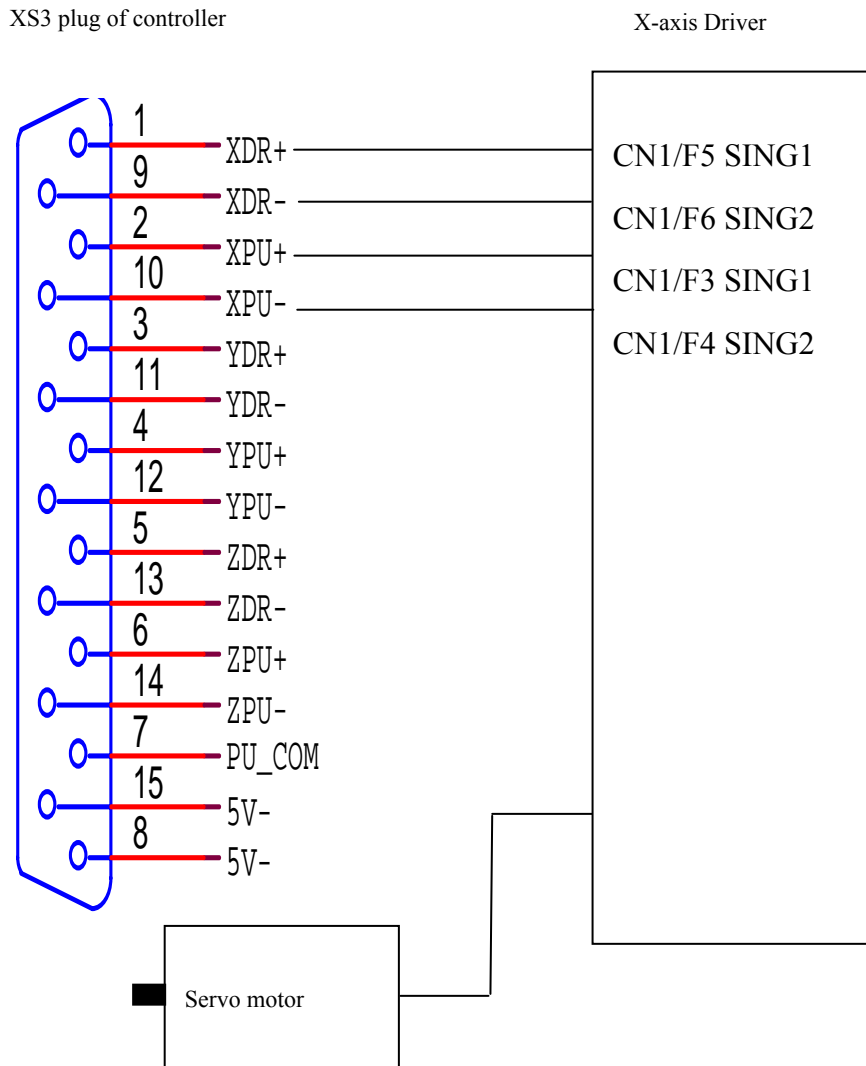 XS3 plug of controller
X-axis Driver
1
XDR+
CN1/F5 SING1
9
XDR-
CN1/F6 SING2
2
XPU+
CN1/F3 SING1
10
XPU-
CN1/F4 SING2
3
YDR+
11
YDR-
4
YPU+
12
YPU-
5
ZDR+
13
ZDR-
6
ZPU+
14
ZPU-
7
PU_COM
15
5V-
8
5V-
Servo motor